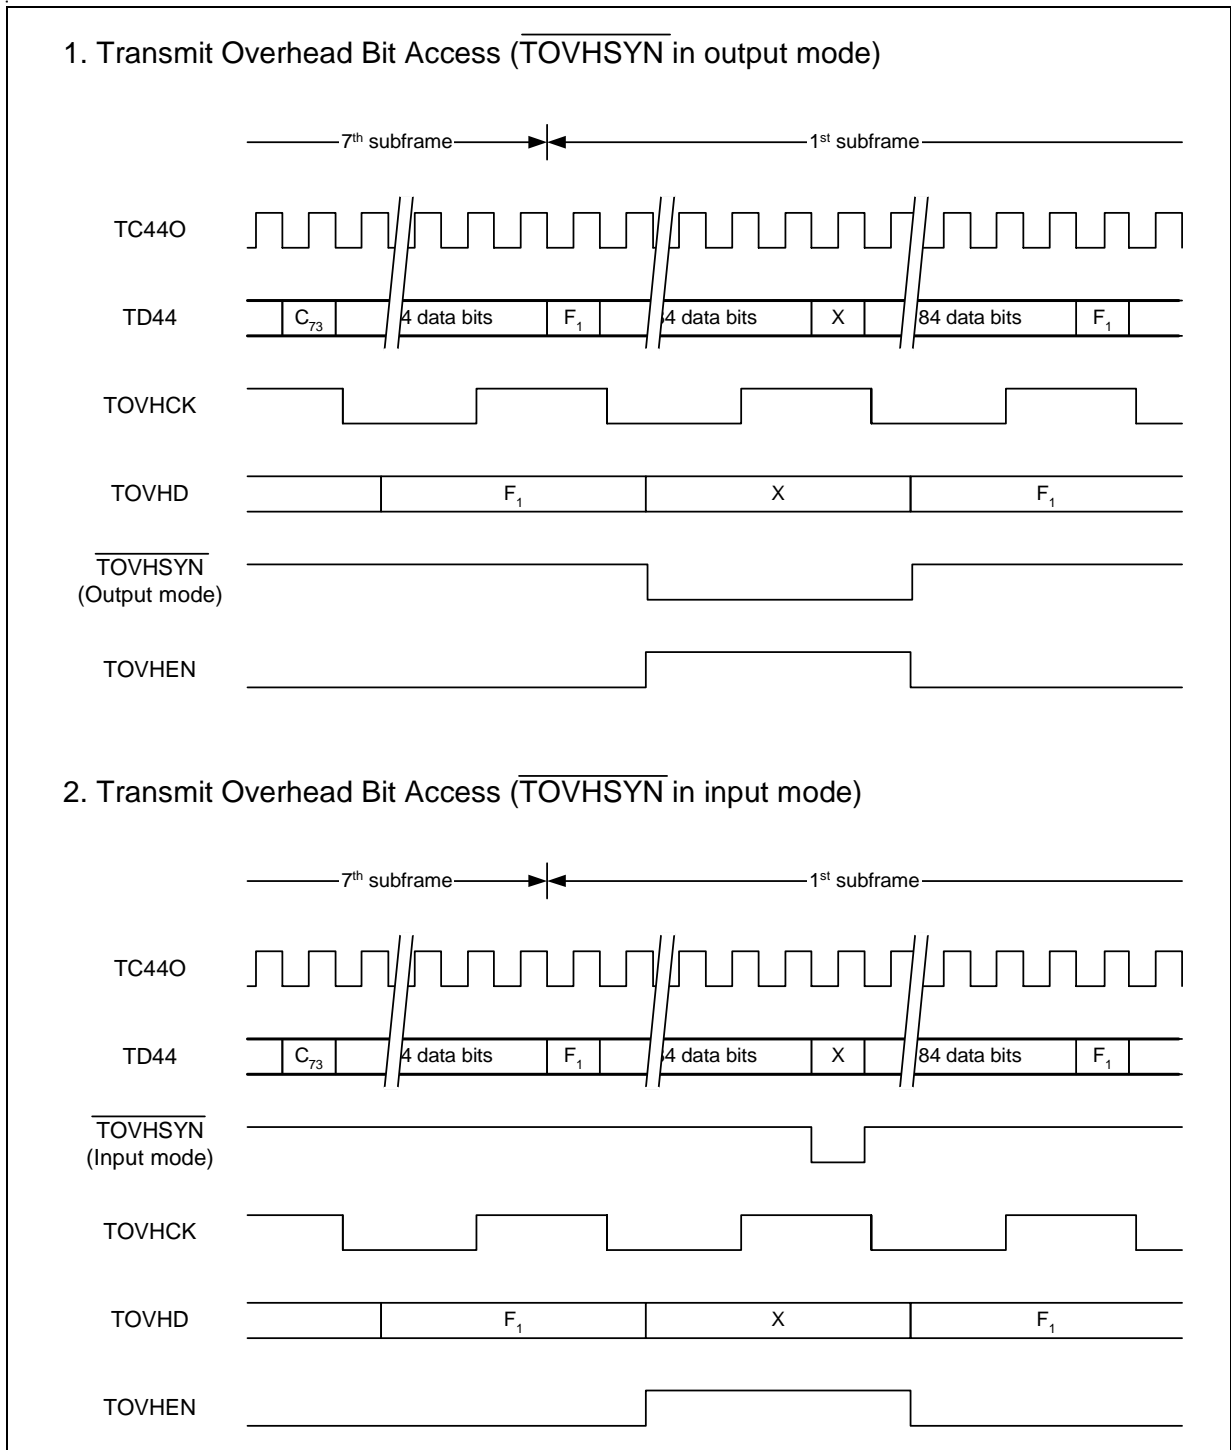 1. Transmit Overhead Bit Access (TOVHSYN in output mode)
7th subframe
1st subframe
TC44O
TD44
C73
4 data bits
F1
4 data bits
X
84 data bits
F1
TOVHCK
TOVHD
F1
X
F1
TOVHSYN
(Output mode)
TOVHEN
2. Transmit Overhead Bit Access (TOVHSYN in input mode)
7th subframe
1st subframe
TC44O
TD44
C73
4 data bits
F1
4 data bits
X
84 data bits
F1
TOVHSYN
(Input mode)
TOVHCK
TOVHD
F1
X
F1
TOVHEN